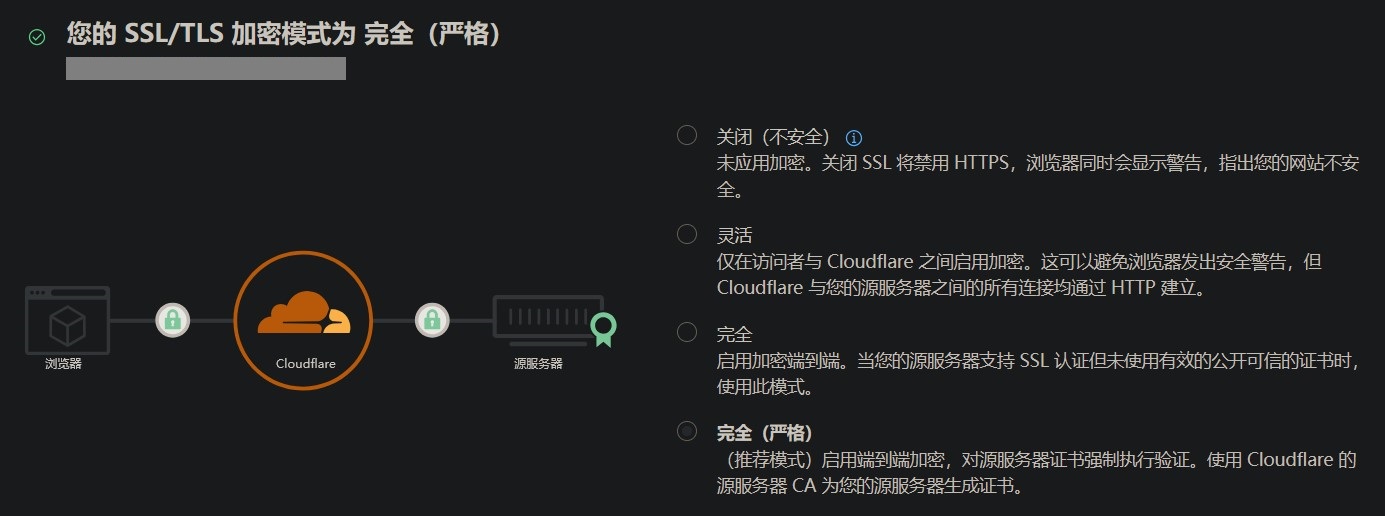 您的 SSL/TLS 加密模式为 完全（严格）
关闭（不安全）
未应用加密。关闭 SSL 将禁用 HTTPS，浏览器同时会显示警告，指出您的网站不安
全。
灵活
仅在访问者与 Cloudflare 之间启用加密。这可以避免浏览器发出安全警告，但
Cloudflare 与您的源服务器之间的所有连接均通过 HTTP 建立。
完全
启用加密端到端。当您的源服务器支持 SSL 认证但未使用有效的公开可信的证书时，
使用此模式。
完全（严格）
（推荐模式）启用端到端加密，对源服务器证书强制执行验证。使用 Cloudflare 的
源服务器 CA 为您的源服务器生成证书。
浏览器
Cloudflare
源服务器